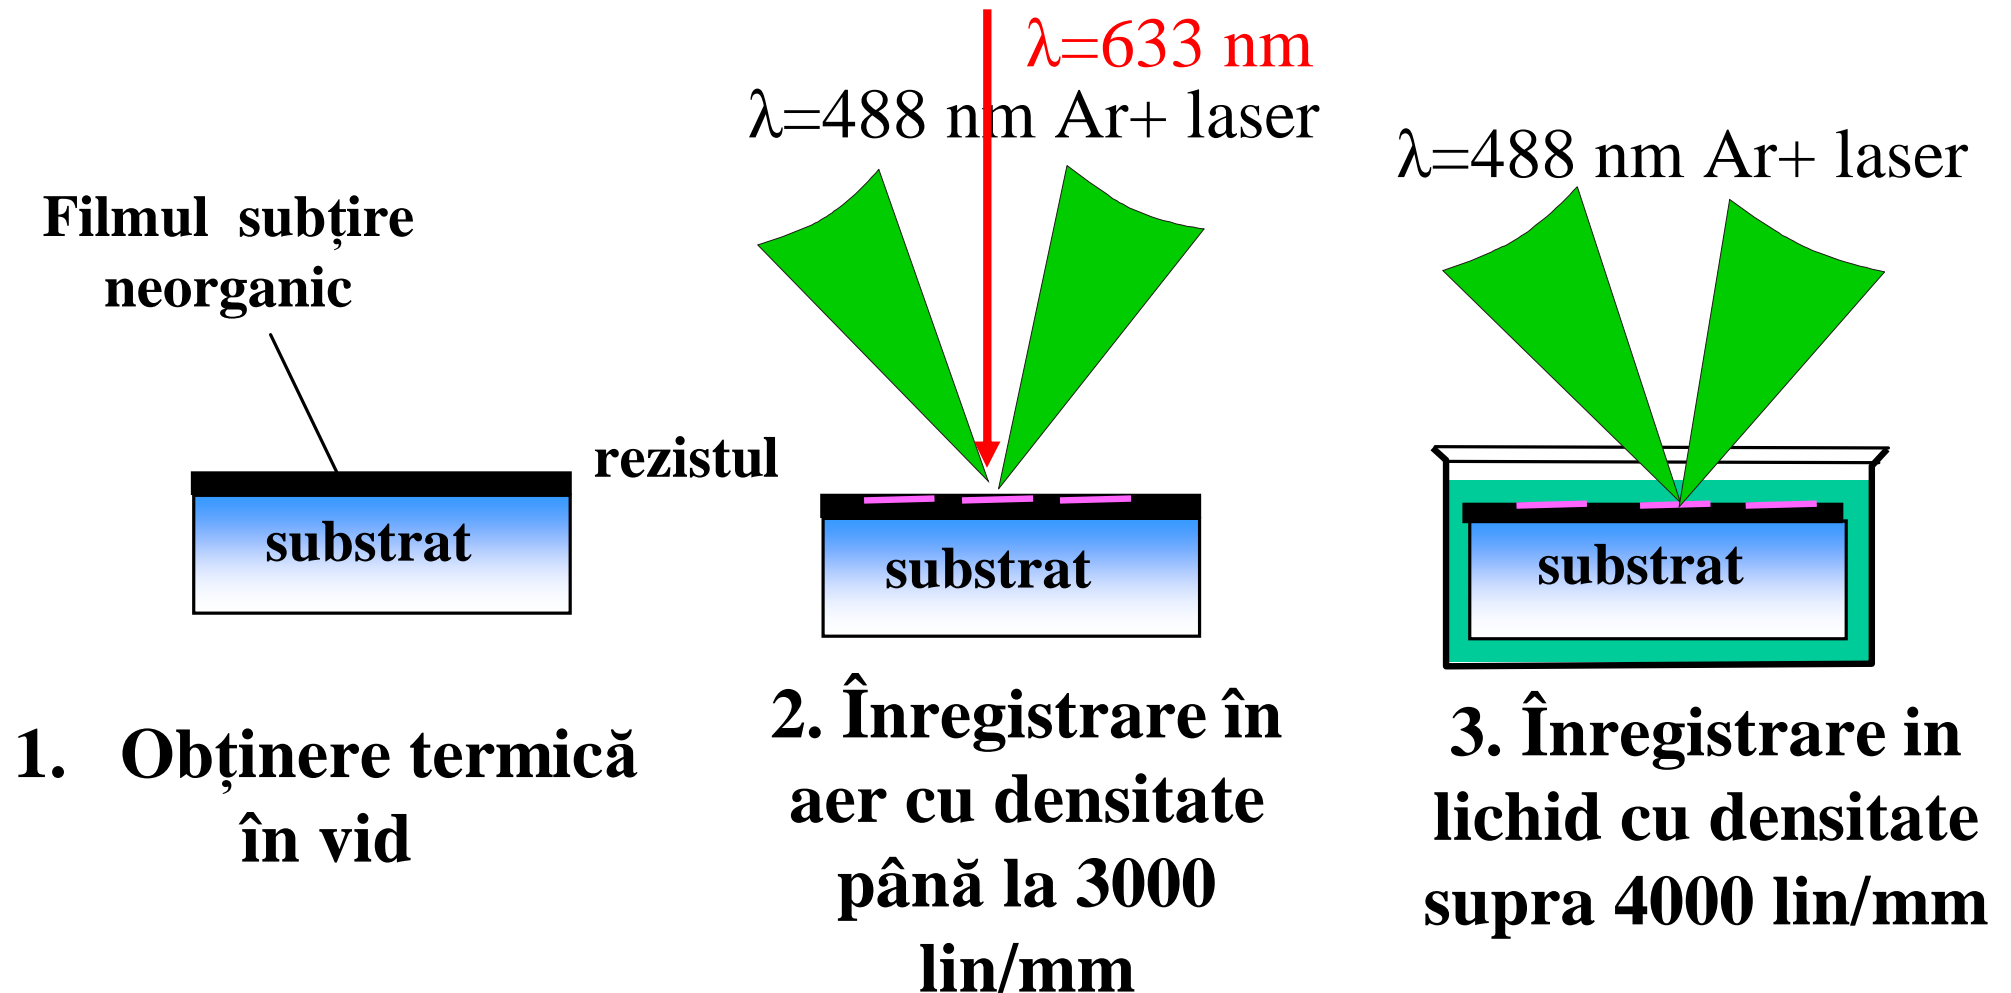 λ=633 nm
λ=488 nm Ar+ laser
λ=488 nm Ar+ laser
Filmul subțire
neorganic
rezistul
substrat
substrat
substrat
1. Obținere termică
în vid
2. Înregistrare în
aer cu densitate
până la 3000
lin/mm
3. Înregistrare in
lichid cu densitate
supra 4000 lin/mm